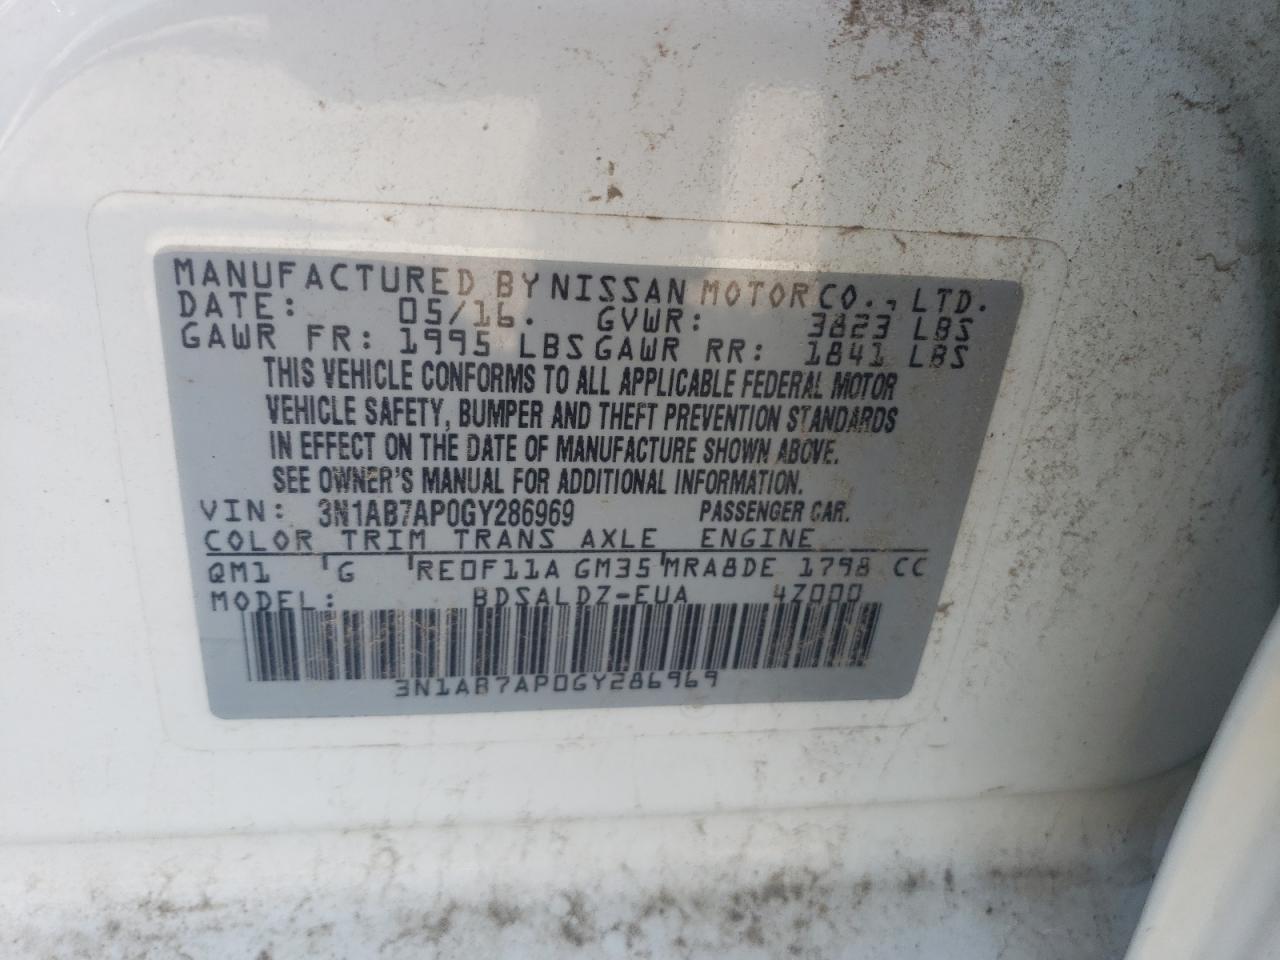 MANUFACTURED BY NISSAN MOTOR CO., LTD.
DATE: 05/16. GVWR: 3823 LBS
GAWR FR: 1995 LBS GAWR RR: 1841 LBS
THIS VEHICLE CONFORMS TO ALL APPLICABLE FEDERAL MOTOR
VEHICLE SAFETY, BUMPER AND THEFT PREVENTION STANDARDS
IN EFFECT ON THE DATE OF MANUFACTURE SHOWN ABOVE.
SEE OWNER'S MANUAL FOR ADDITIONAL INFORMATION.
VIN: 3N1AB7AP0GY286969 PASSENGER CAR.
COLOR TRIM TRANS AXLE ENGINE
QM1 G RE0F11A GM35 MRA8DE 1798 CC
MODEL: BDSALDZ-EUA 4Z000
3N1AB7AP0GY286969